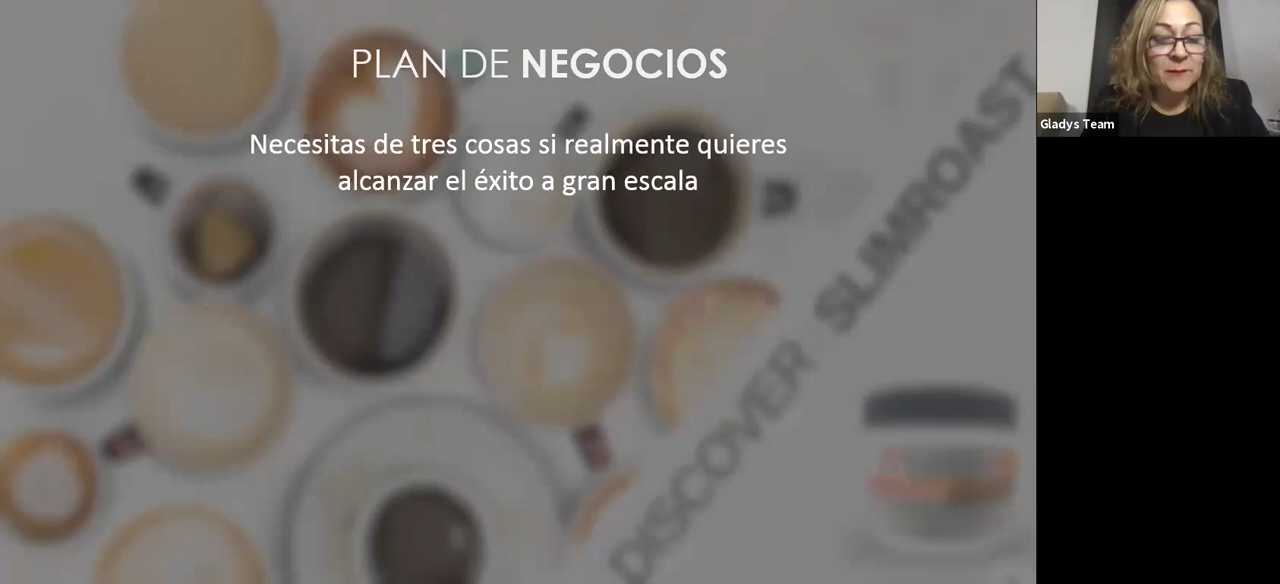 PLAN DE NEGOCIOS
Necesitas de tres cosas si realmente quieres
alcanzar el éxito a gran escala
DISCOVER SLIMROAST
Gladys Team